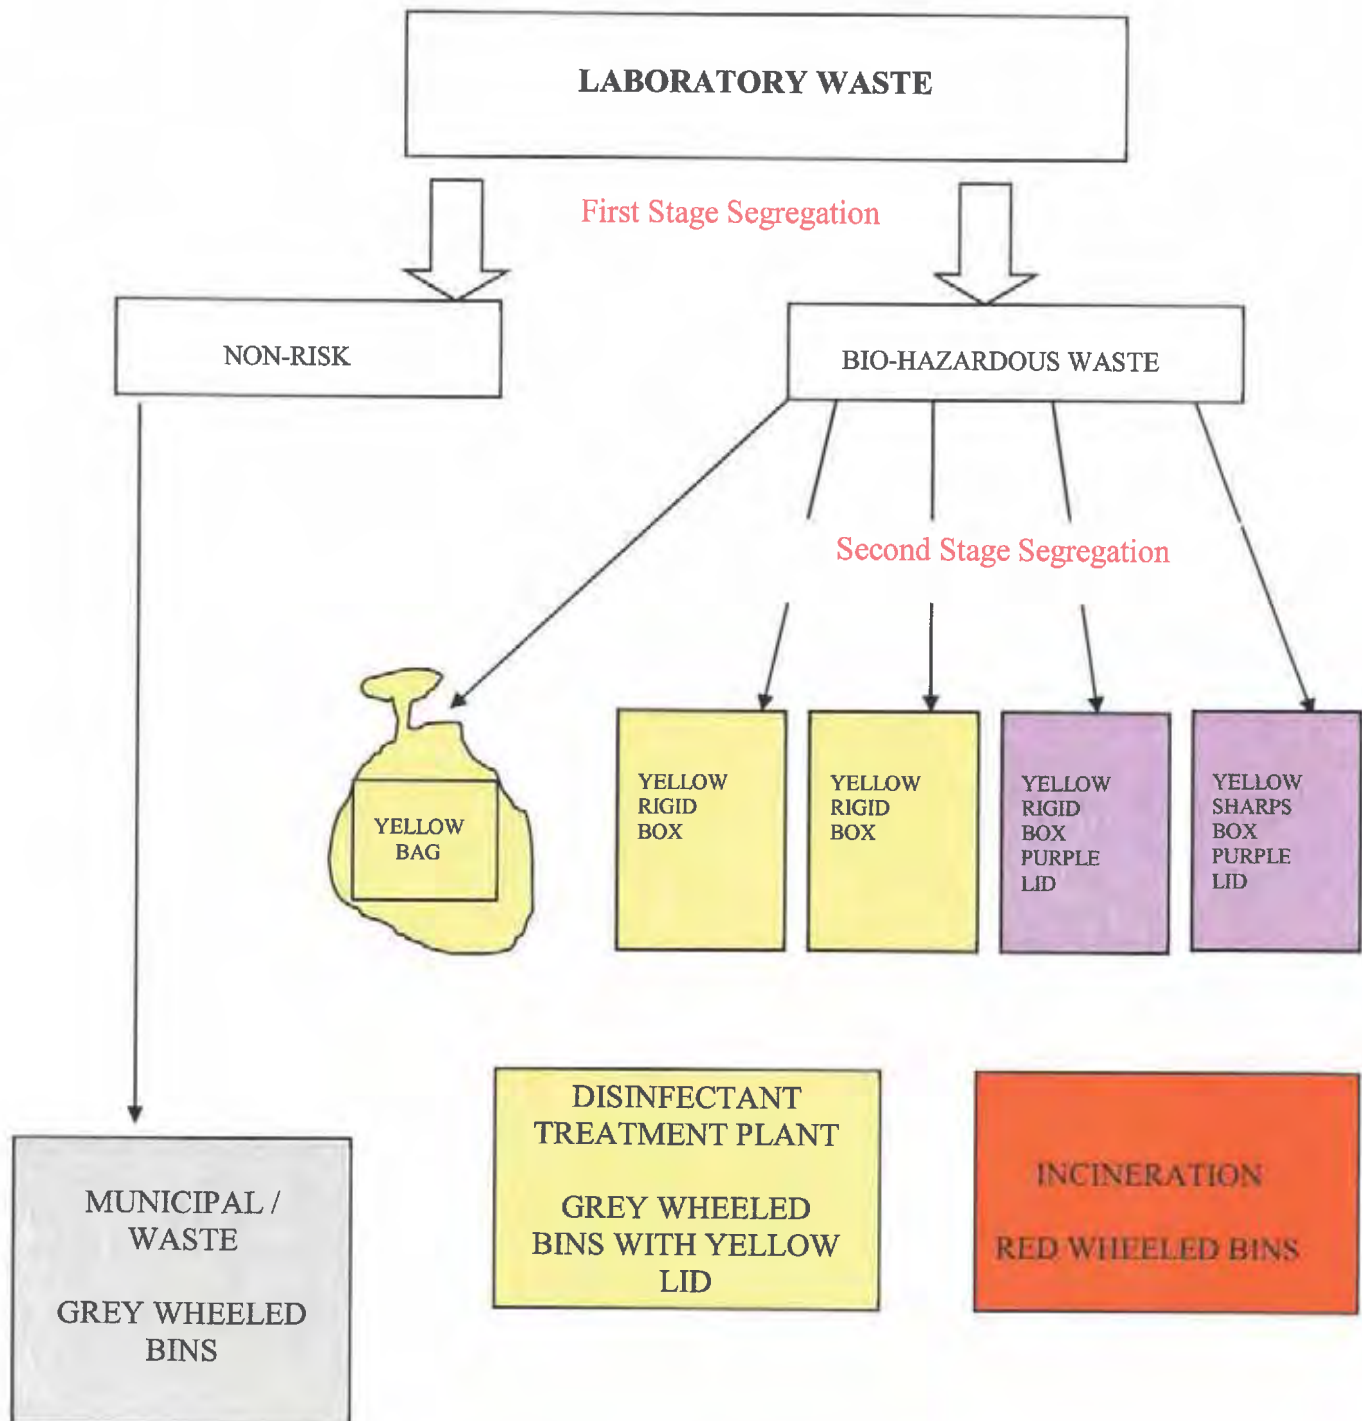 LABORATORY WASTE
First Stage Segregation
NON-RISK
BIO-HAZARDOUS WASTE
Second Stage Segregation
YELLOW
BAG
YELLOW
RIGID
BOX
YELLOW
RIGID
BOX
YELLOW
RIGID
BOX
PURPLE
LID
YELLOW
SHARPS
BOX
PURPLE
LID
MUNICIPAL /
WASTE
GREY WHEELED
BINS
DISINFECTANT
TREATMENT PLANT
GREY WHEELED
BINS WITH YELLOW
LID
INCINERATION
RED WHEELED BINS